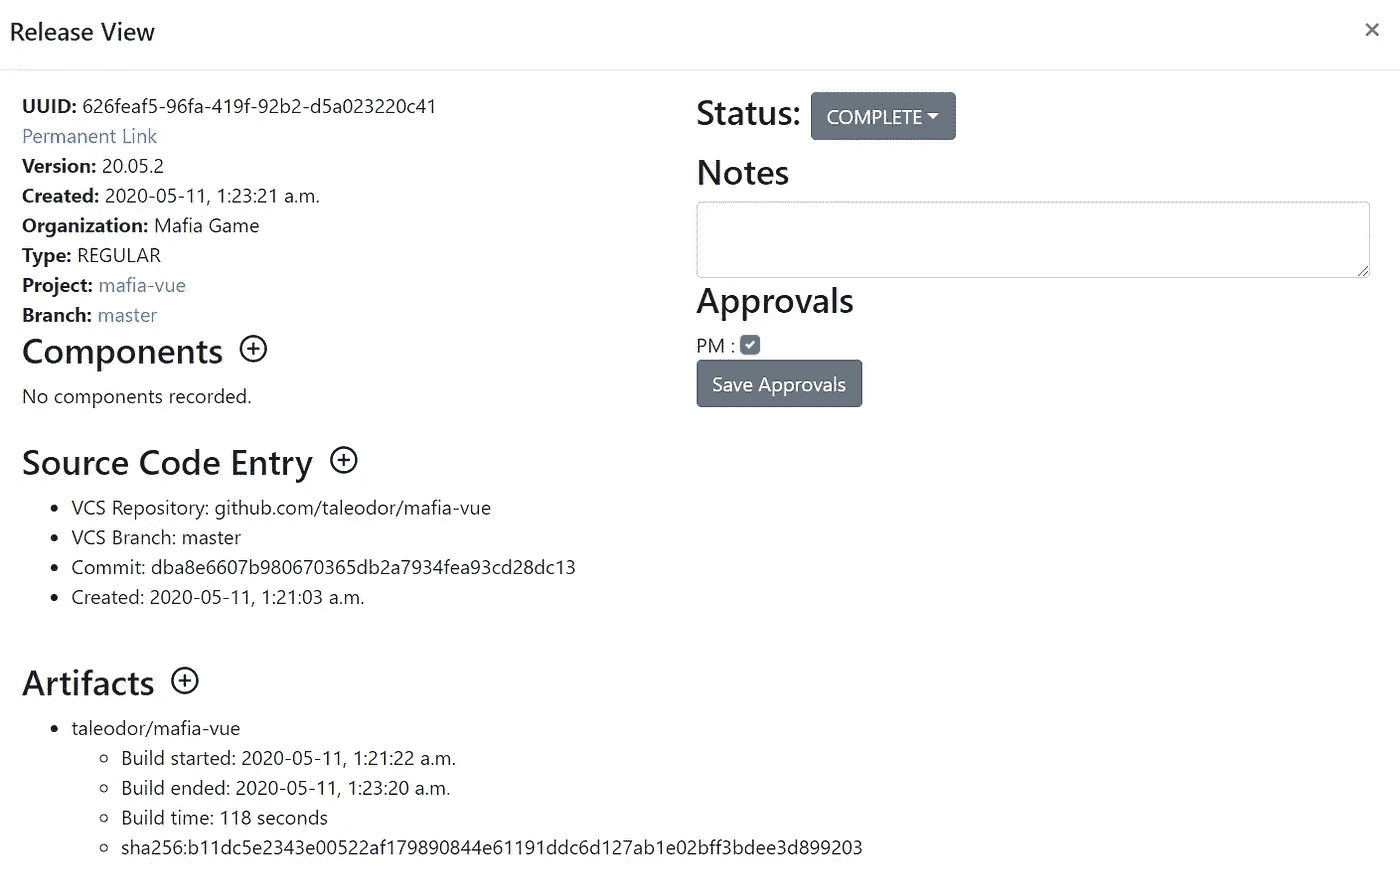 Release View
×
UUID: 626feaf5-96fa-419f-92b2-d5a023220c41
Permanent Link
Version: 20.05.2
Created: 2020-05-11, 1:23:21 a.m.
Organization: Mafia Game
Type: REGULAR
Project: mafia-vue
Branch: master
Components
No components recorded.
Source Code Entry
• VCS Repository: github.com/taleodor/mafia-vue
• VCS Branch: master
• Commit: dba8e6607b980670365db2a7934fea93cd28dc13
• Created: 2020-05-11, 1:21:03 a.m.
Artifacts
• taleodor/mafia-vue
◦ Build started: 2020-05-11, 1:21:22 a.m.
◦ Build ended: 2020-05-11, 1:23:20 a.m.
◦ Build time: 118 seconds
◦ sha256:b11dc5e2343e00522af179890844e61191ddc6d127ab1e02bff3bdee3d899203
Status: COMPLETE
Notes
Approvals
PM :
Save Approvals